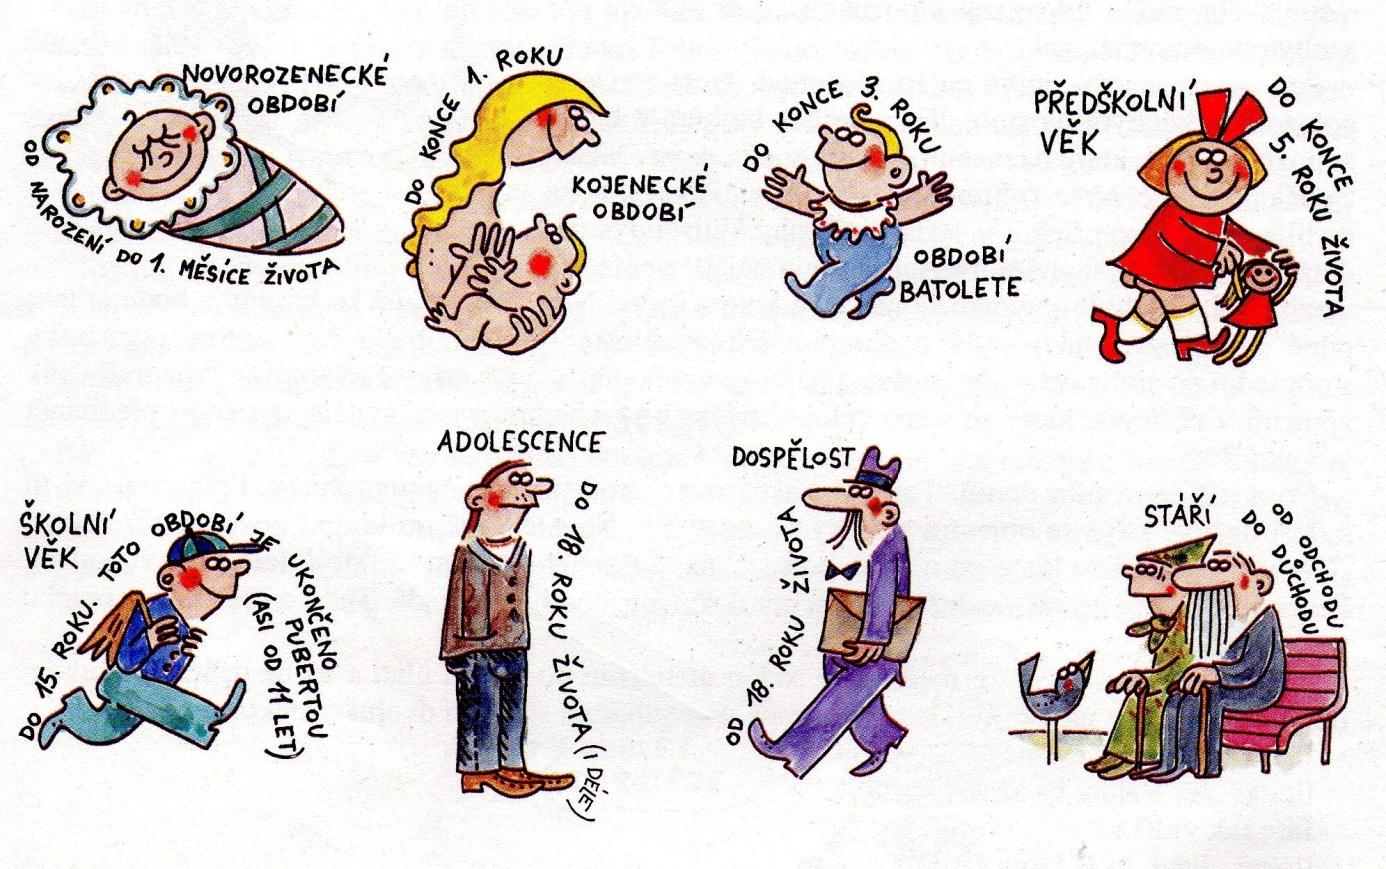 NOVOROZENECKÉ
OBDOBÍ
OD NAROZENÍ DO 1. MĚSÍCE ŽIVOTA
DO KONCE 1. ROKU
KOJENECKÉ
OBDOBÍ
DO KONCE 3. ROKU
OBDOBÍ
BATOLETE
PŘEDŠKOLNÍ
VĚK
DO KONCE
5. ROKU ŽIVOTA
ŠKOLNÍ
VĚK
DO 15. ROKU. TOTO OBDOBÍ JE
UKONČENO
PUBERTOU
(ASI OD 11 LET)
ADOLESCENCE
DO 18. ROKU ŽIVOTA (I DÉLE)
DOSPĚLOST
OD 18. ROKU ŽIVOTA
STÁŘÍ
OD ODCHODU
DO DŮCHODU